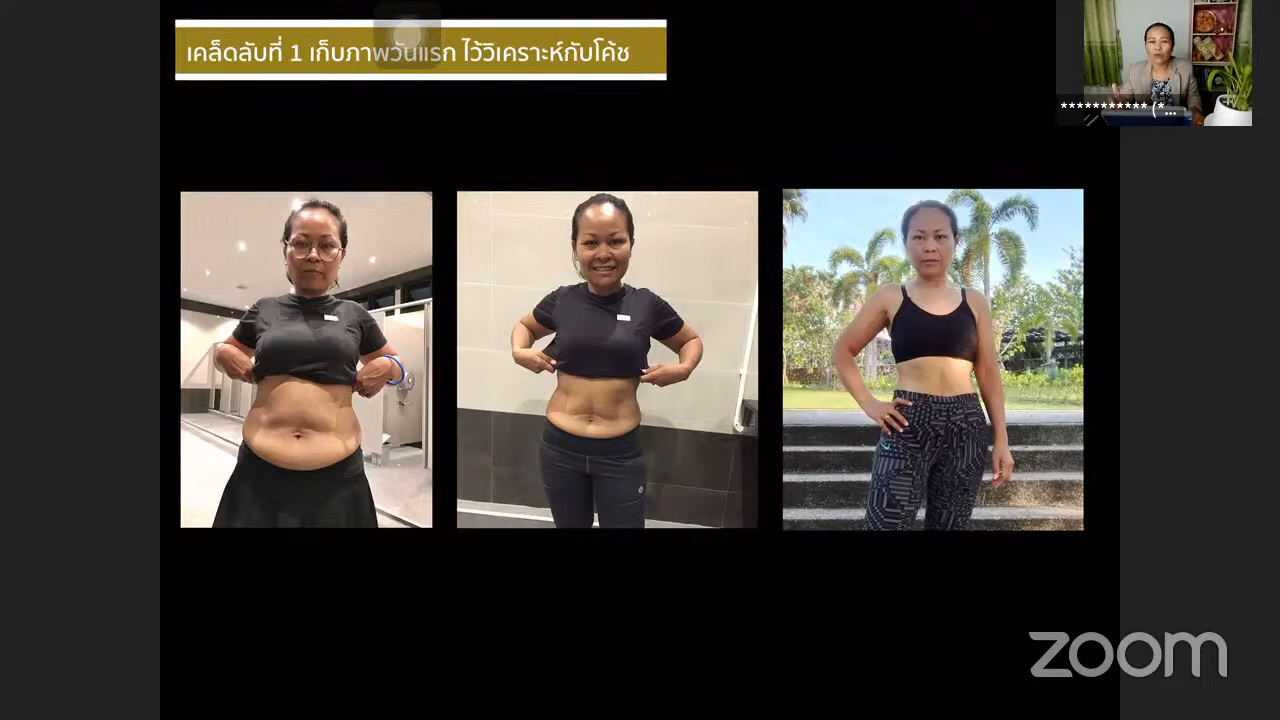 เคล็ดลับที่ 1 เก็บภาพวันแรก ไว้วิเคราะห์กับโค้ช
*********** (*...
zoom